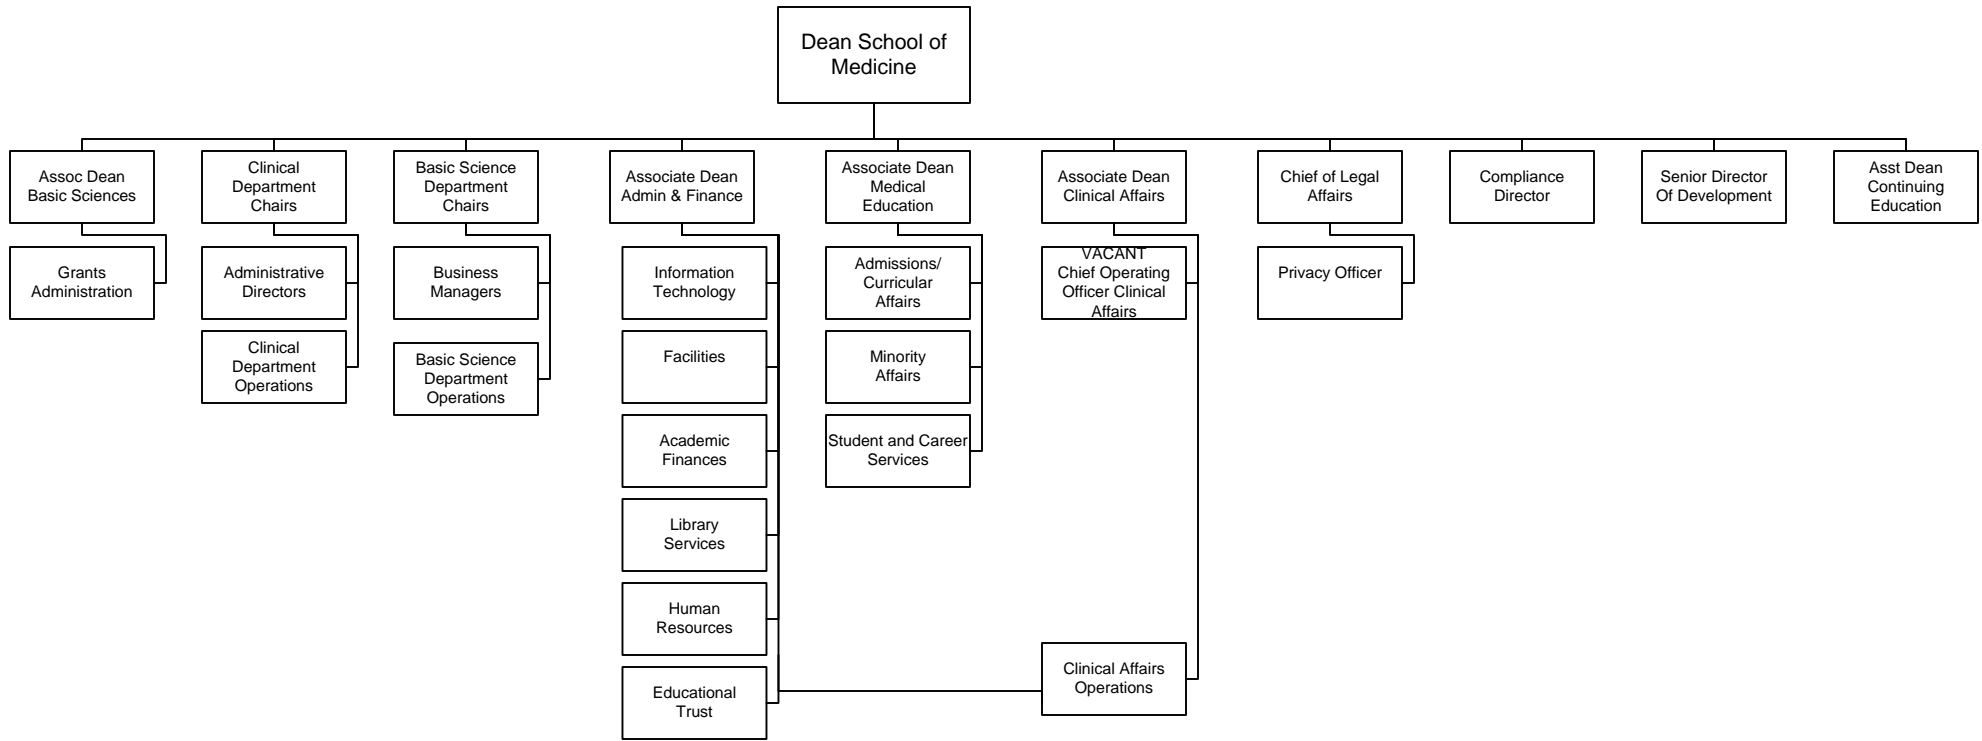 Dean School of
Medicine
Assoc Dean
Basic Sciences
Clinical
Department
Chairs
Basic Science
Department
Chairs
Associate Dean
Admin & Finance
Associate Dean
Medical
Education
Associate Dean
Clinical Affairs
Chief of Legal
Affairs
Compliance
Director
Senior Director
Of Development
Asst Dean
Continuing
Education
Grants
Administration
Administrative
Directors
Business
Managers
Information
Technology
Admissions/
Curricular
Affairs
VACANT
Chief Operating
Officer Clinical
Affairs
Privacy Officer
Clinical
Department
Operations
Basic Science
Department
Operations
Facilities
Minority
Affairs
Academic
Finances
Student and Career
Services
Library
Services
Human
Resources
Clinical Affairs
Operations
Educational
Trust